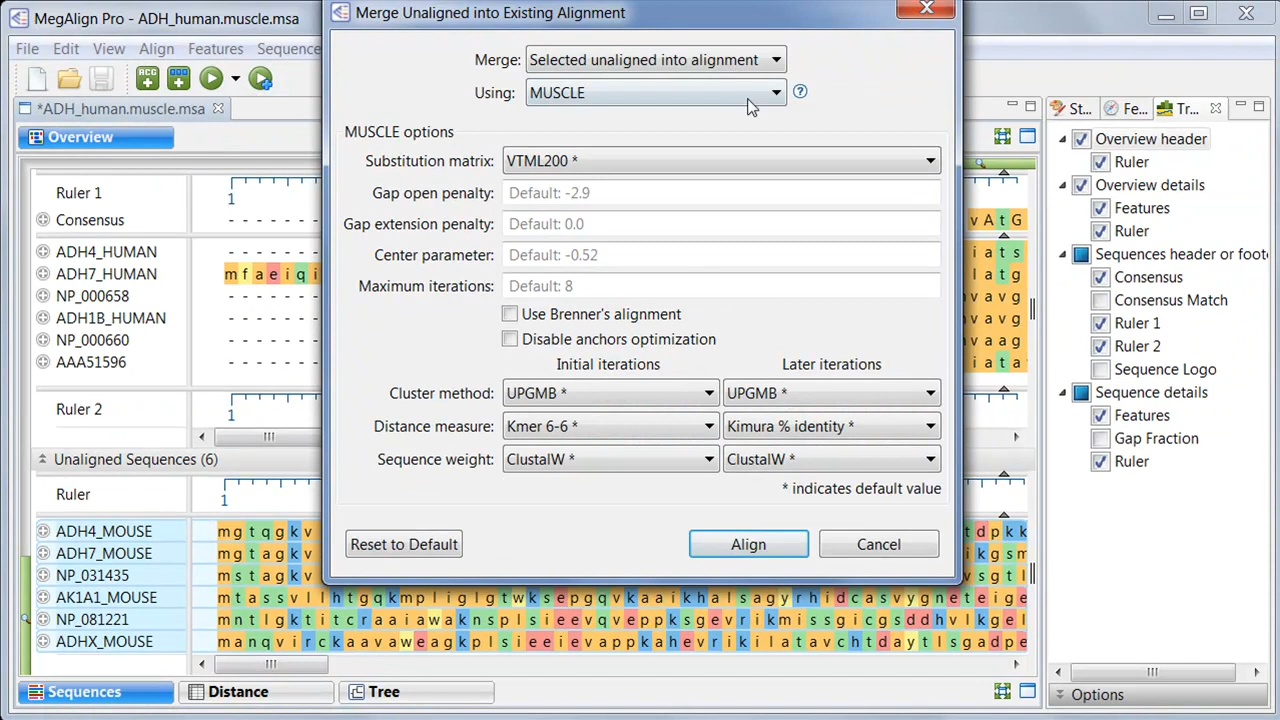 MegAlign Pro - ADH_human.muscle.msa
File Edit View Align Features Sequence
*ADH_human.muscle.msa
Overview
Ruler 1
1
Consensus
v A t G
ADH4_HUMAN
i a t s
ADH7_HUMAN
m f a e i q i
l a t g
NP_000658
v a v g
ADH1B_HUMAN
v a v g
NP_000660
v a a g
AAA51596
i a t a
Ruler 2
1
Unaligned Sequences (6)
Ruler
1
ADH4_MOUSE
m g t q g k v
t d p k k
ADH7_MOUSE
m g t a g k v
k g s m
NP_031435
m s t a g k v
v s g t l
AK1A1_MOUSE
m t a s s v l l h t g q k m p l i g l g t w k s e p g q v k a a i k h a l s a g y r h i d c a s v y g n e t e i g e
NP_081221
m n t l g k t i t c r a a i a w a k n s p l s i e e v q v e p p k s g e v r i k m i s s g i c g s d d h v l k g e l
ADHX_MOUSE
m a n q v i r c k a a v a w e a g k p l s i e e i e v a p p k a h e v r i k i l a t a v c h t d a y t l s g a d p e
Sequences
Distance
Tree
Merge Unaligned into Existing Alignment
Merge: Selected unaligned into alignment
Using: MUSCLE
MUSCLE options
Substitution matrix: VTML200 *
Gap open penalty: Default: -2.9
Gap extension penalty: Default: 0.0
Center parameter: Default: -0.52
Maximum iterations: Default: 8
Use Brenner's alignment
Disable anchors optimization
Initial iterations Later iterations
Cluster method: UPGMB * UPGMB *
Distance measure: Kmer 6-6 * Kimura % identity *
Sequence weight: ClustalW * ClustalW *
* indicates default value
Reset to Default Align Cancel
St... Fe... Tr...
Overview header
Ruler
Overview details
Features
Ruler
Sequences header or foote
Consensus
Consensus Match
Ruler 1
Ruler 2
Sequence Logo
Sequence details
Features
Gap Fraction
Ruler
Options